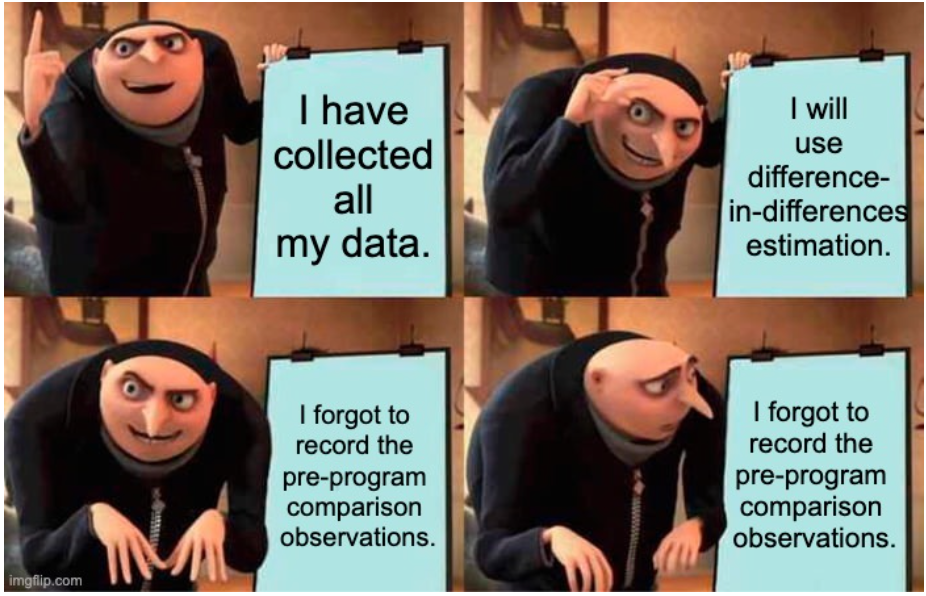 I have
collected
all
my data.
I will
use
difference-
in-differences
estimation.
I forgot to
record the
pre-program
comparison
observations.
I forgot to
record the
pre-program
comparison
observations.
imgflip.com